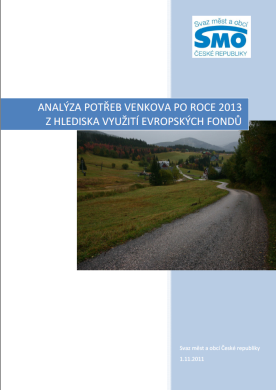 Svaz měst a obcí
SMO
ČESKÉ REPUBLIKY
ANALÝZA POTŘEB VENKOVA PO ROCE 2013
Z HLEDISKA VYUŽITÍ EVROPSKÝCH FONDŮ
Svaz měst a obcí České republiky
1.11.2011